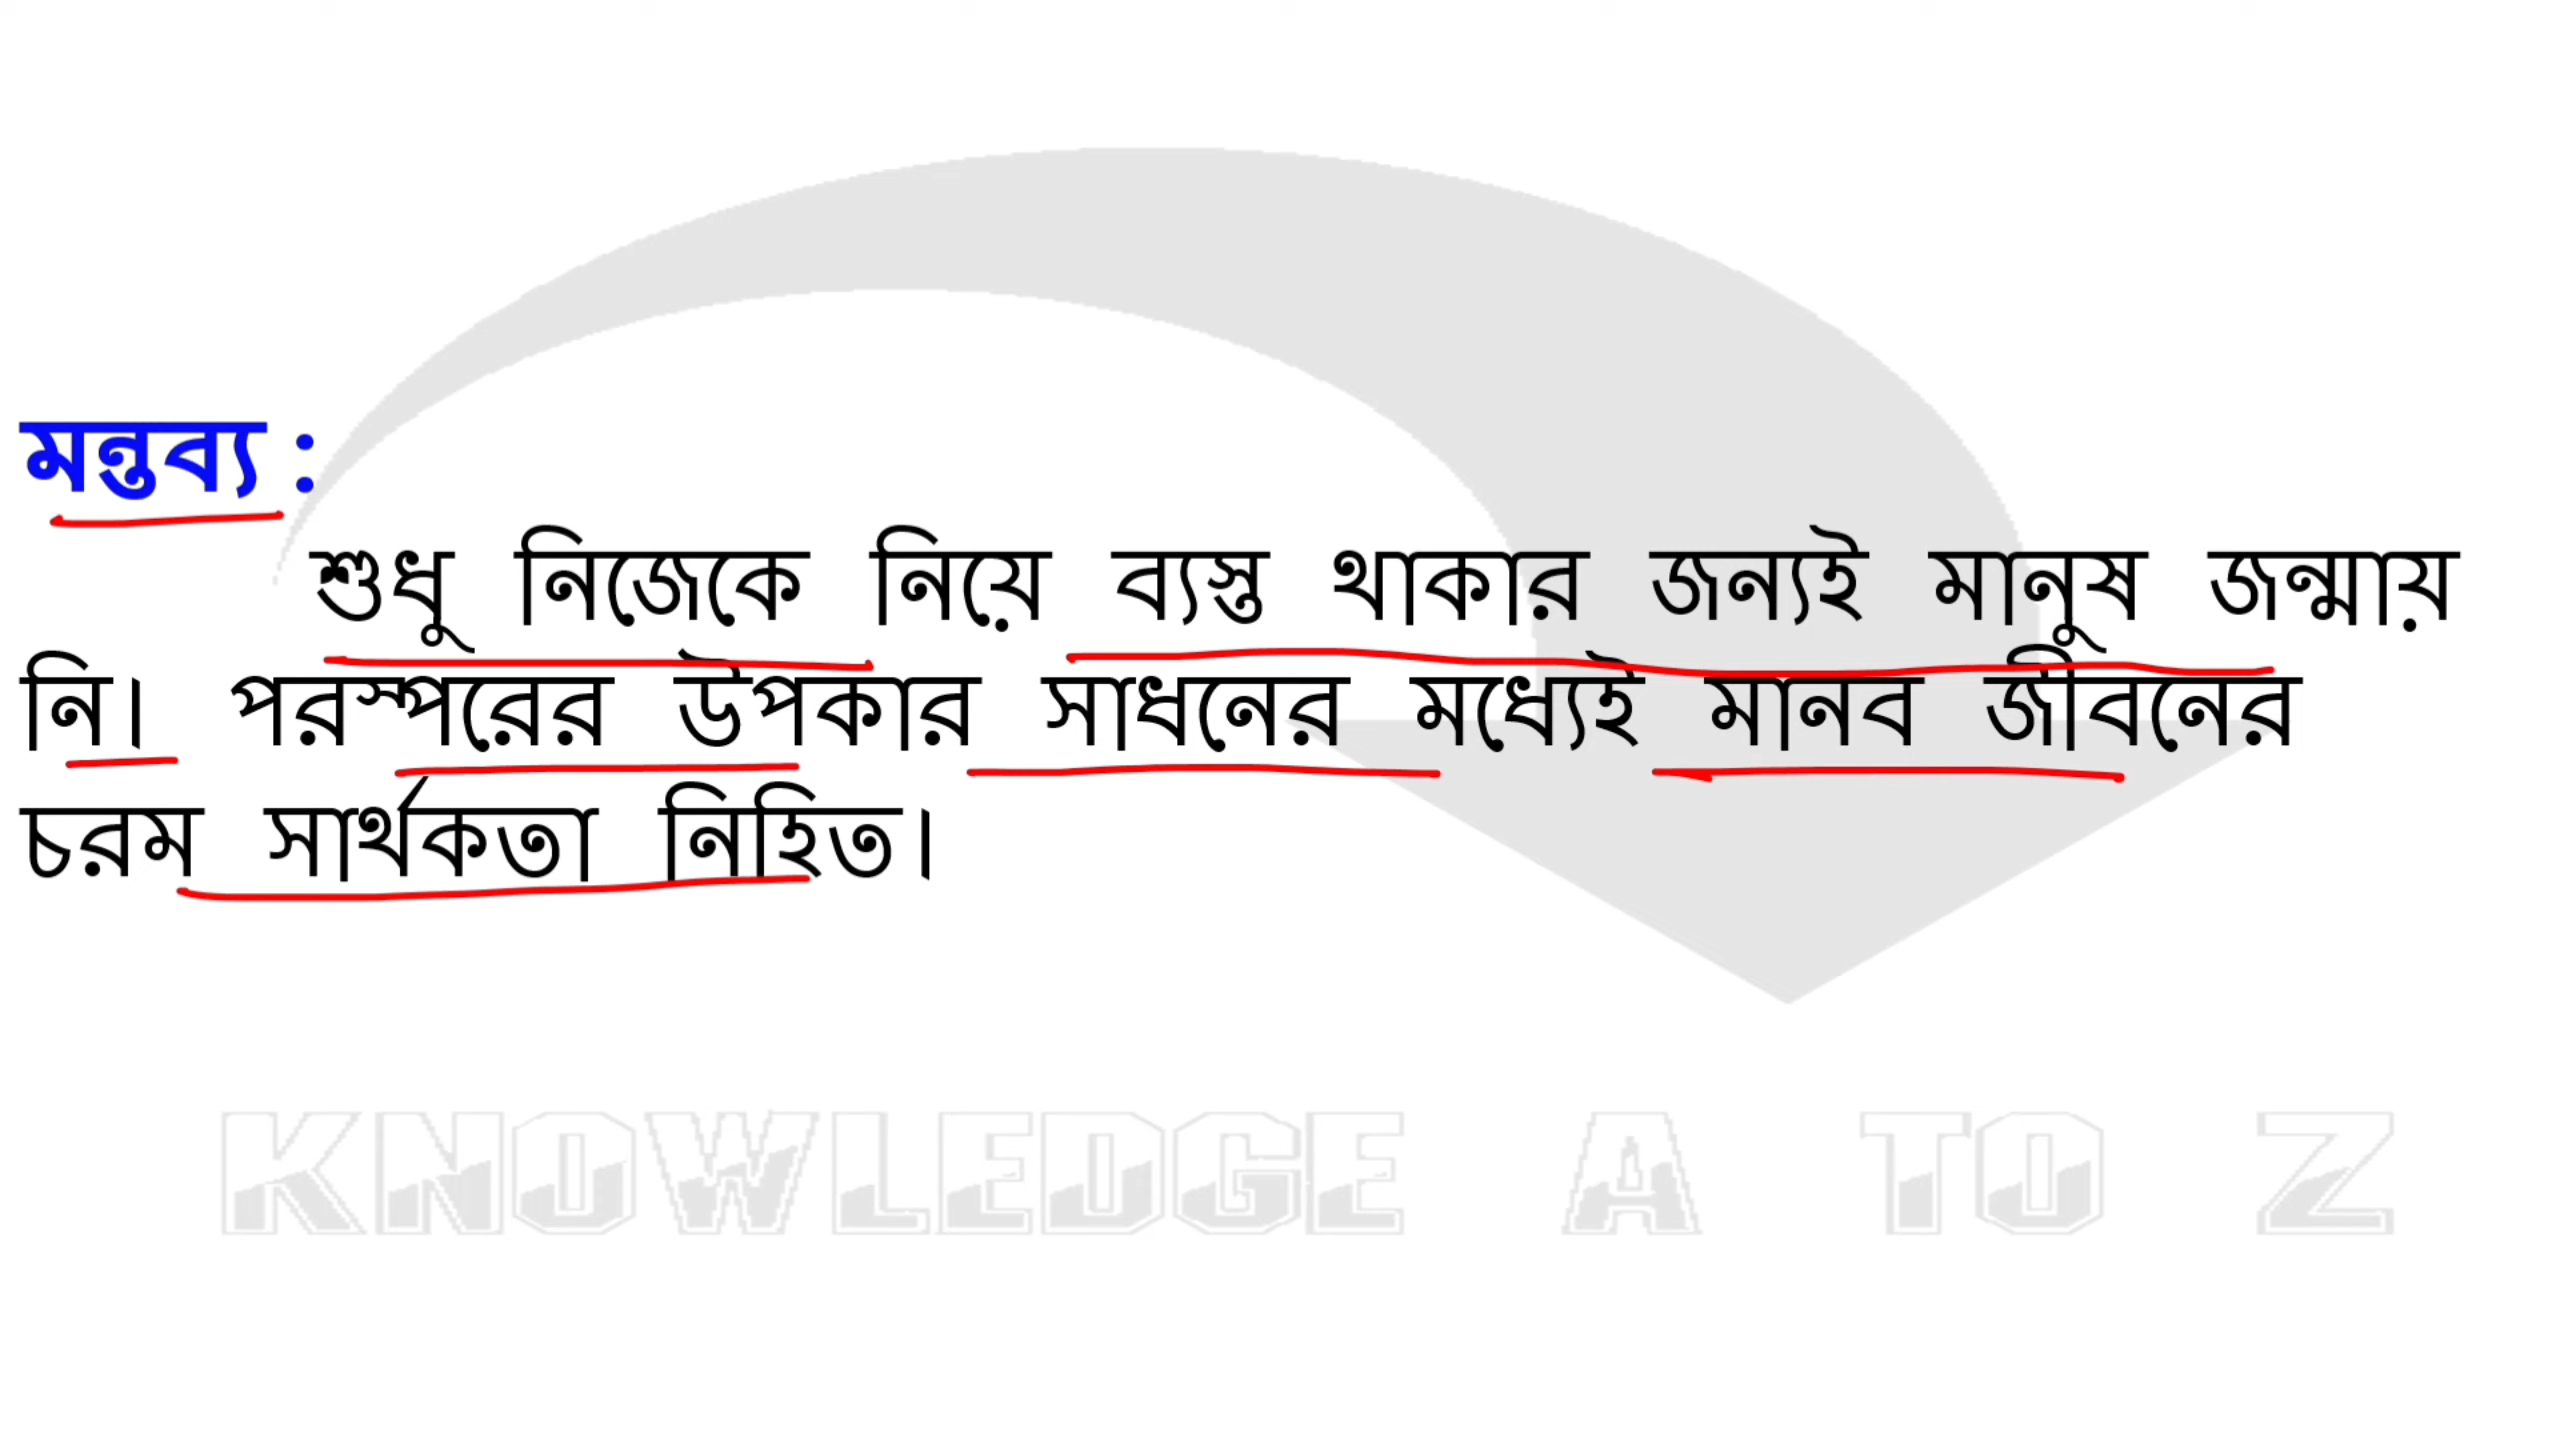 মন্তব্য :
শুধু নিজেকে নিয়ে ব্যস্ত থাকার জন্যই মানুষ জন্মায়
নি। পরস্পরের উপকার সাধনের মধ্যেই মানব জীবনের
চরম সার্থকতা নিহিত।
KNOWLEDGE A TO Z